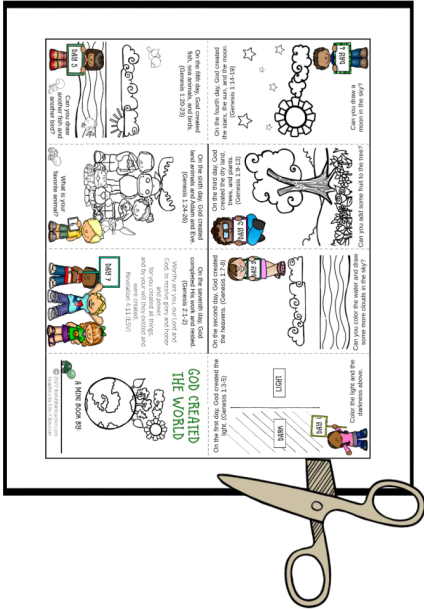 GOD CREATED
THE WORLD
A MINI BOOK BY:
On the first day, God created the
light. (Genesis 1:3-5)
LIGHT
DARK
DAY 1
Color the light and the
darkness above.
On the second day, God created
the heavens. (Genesis 1:7-8)
DAY 2
Can you color the water and draw
some more clouds in the sky?
On the third day, God
created the dry land,
trees, and plants.
(Genesis 1:9-13)
DAY 3
Can you add some fruit to the tree?
On the fourth day, God created
the stars, the sun, and the moon.
(Genesis 1:14-19)
DAY 4
Can you draw a
moon in the sky?
On the fifth day, God created
fish, sea animals, and birds.
(Genesis 1:20-23)
DAY 5
Can you draw
another fish and
another bird?
On the sixth day, God created
land animals and Adam and Eve.
(Genesis 1:24-26)
What is your
favorite animal?
On the seventh day, God
completed His work and rested.
(Genesis 2:1-2)
Worthy are you, our Lord and
God, to receive glory and honor
and power,
for you created all things,
and by your will they existed and
were created.
Revelation 4:11 (ESV)
DAY 7